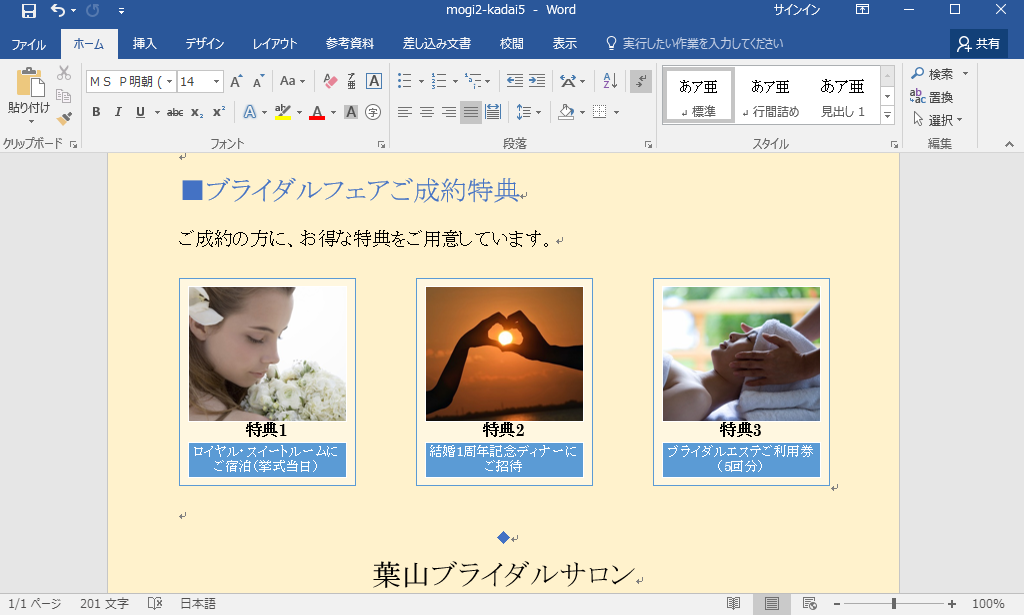 mogi2-kadai5 - Word
サインイン
ファイル ホーム 挿入 デザイン レイアウト 参考資料 差し込み文書 校閲 表示 実行したい作業を入力してください 共有
貼り付け
クリップボード
ＭＳ Ｐ明朝 ( 14
A A Aa 亜 A
B I U abc x₂ x² A ab A A 字
フォント
段落
あア亜 あア亜 あア亜
標準 行間詰め 見出し 1
スタイル
検索
置換
選択
編集
■ブライダルフェアご成約特典
ご成約の方に、お得な特典をご用意しています。
特典1
ロイヤル・スイートルームに
ご宿泊（挙式当日）
特典2
結婚1周年記念ディナーに
ご招待
特典3
ブライダルエステご利用券
（5回分）
◆
葉山ブライダルサロン
1/1 ページ 201 文字 日本語 100%